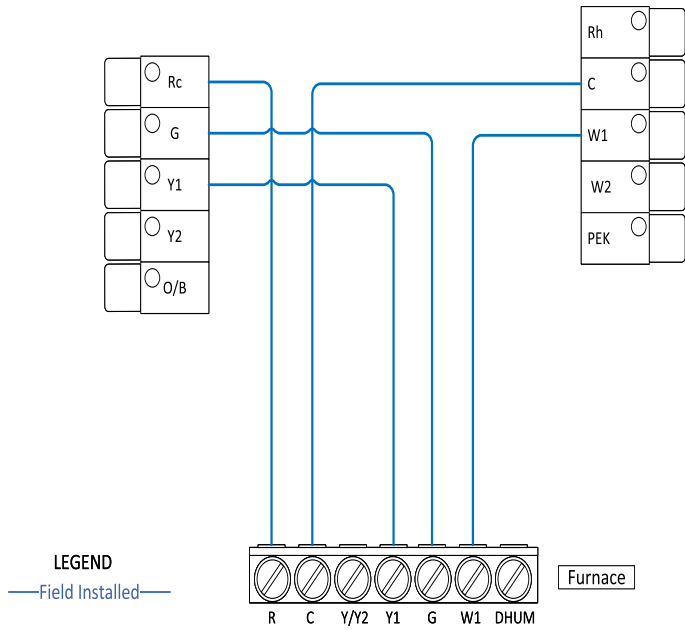 Rh
Rc
C
G
W1
Y1
W2
Y2
PEK
O/B
LEGEND
Field Installed
Furnace
R C Y/Y2 Y1 G W1 DHUM